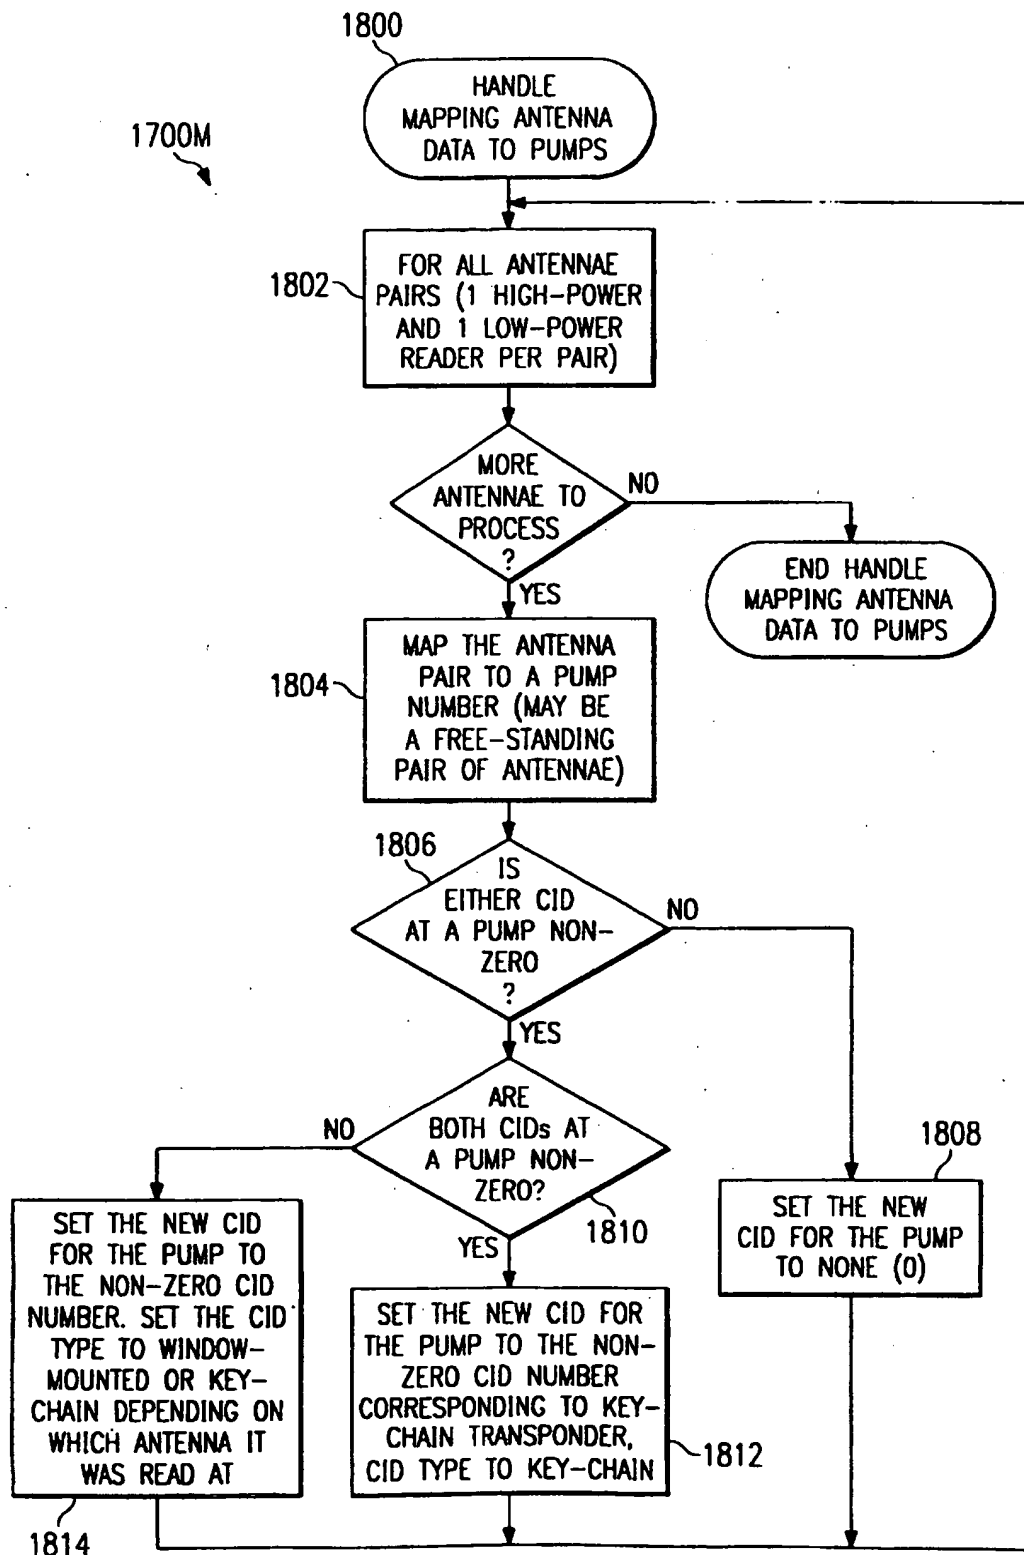 1800
HANDLE
MAPPING ANTENNA
DATA TO PUMPS
1700M
1802
FOR ALL ANTENNAE
PAIRS (1 HIGH-POWER
AND 1 LOW-POWER
READER PER PAIR)
MORE
ANTENNAE TO
PROCESS
?
NO
YES
END HANDLE
MAPPING ANTENNA
DATA TO PUMPS
1804
MAP THE ANTENNA
PAIR TO A PUMP
NUMBER (MAY BE
A FREE-STANDING
PAIR OF ANTENNAE)
1806
IS
EITHER CID
AT A PUMP NON-
ZERO
?
NO
YES
ARE
BOTH CIDs AT
A PUMP NON-
ZERO?
NO
YES
1810
1808
SET THE NEW
CID FOR THE PUMP
TO NONE (0)
SET THE NEW CID
FOR THE PUMP TO
THE NON-ZERO CID
NUMBER. SET THE CID
TYPE TO WINDOW-
MOUNTED OR KEY-
CHAIN DEPENDING ON
WHICH ANTENNA IT
WAS READ AT
1814
SET THE NEW CID FOR
THE PUMP TO THE NON-
ZERO CID NUMBER
CORRESPONDING TO KEY-
CHAIN TRANSPONDER,
CID TYPE TO KEY-CHAIN
1812